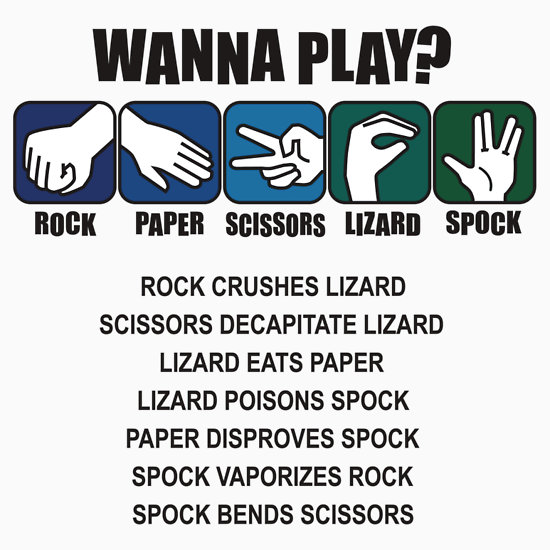 WANNA PLAY?
ROCK PAPER SCISSORS LIZARD SPOCK
ROCK CRUSHES LIZARD
SCISSORS DECAPITATE LIZARD
LIZARD EATS PAPER
LIZARD POISONS SPOCK
PAPER DISPROVES SPOCK
SPOCK VAPORIZES ROCK
SPOCK BENDS SCISSORS